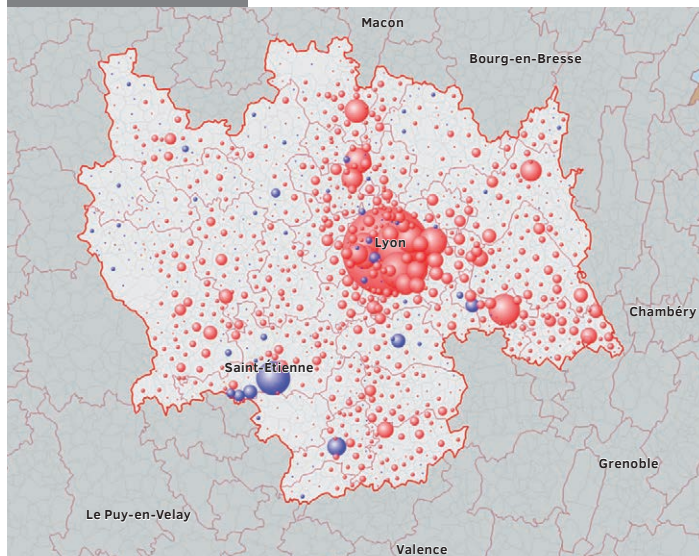 Macon
Bourg-en-Bresse
Lyon
Chambéry
Saint-Étienne
Grenoble
Le Puy-en-Velay
Valence